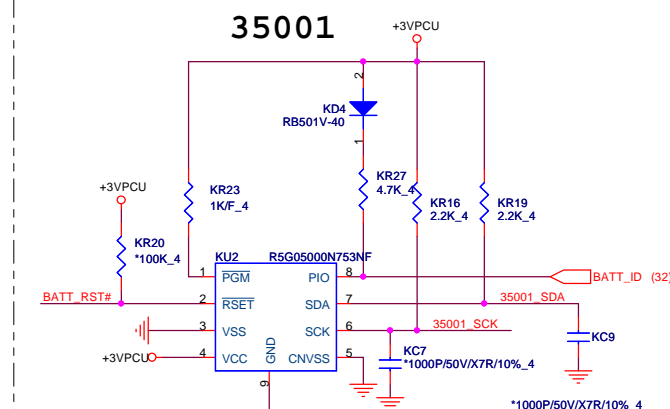 35001
+3VPCU
2
KD4
RB501V-40
1
KR27
4.7K_4
KR23
1K/F_4
KR16
2.2K_4
KR19
2.2K_4
+3VPCU
KR20
*100K_4
KU2
R5G05000N753NF
1
PGM
PIO
8
BATT_ID (32)
BATT_RST#
2
RSET
SDA
7
35001_SDA
3
VSS
SCK
6
35001_SCK
+3VPCU
4
VCC
GND
CNVSS
5
9
KC7
*1000P/50V/X7R/10%_4
KC9
*1000P/50V/X7R/10%_4